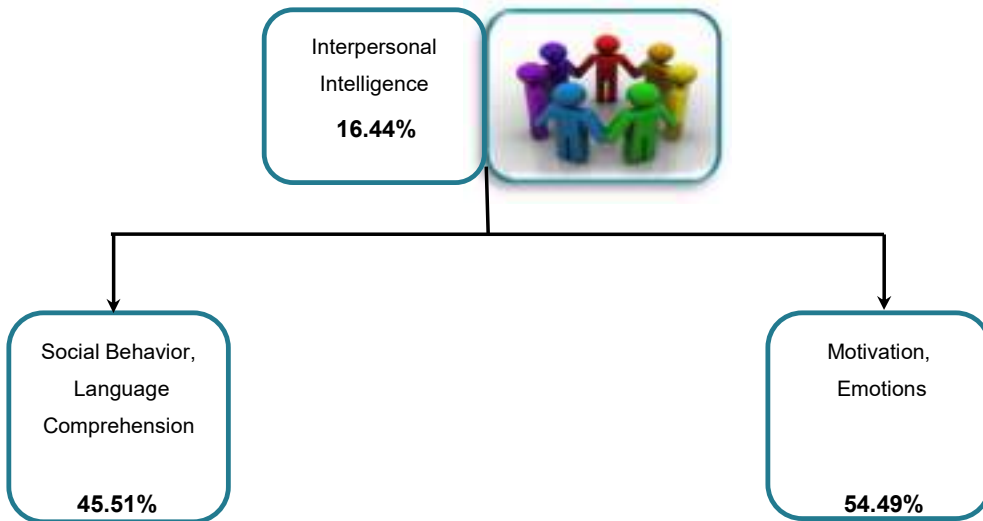 Interpersonal
Intelligence
16.44%
Social Behavior,
Language
Comprehension
45.51%
Motivation,
Emotions
54.49%